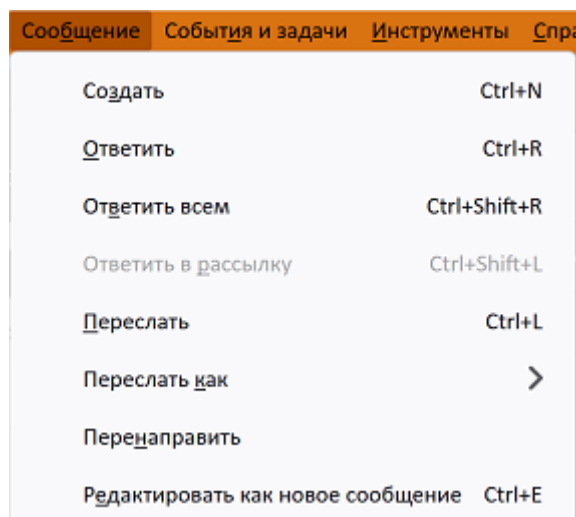 Сообщение События и задачи Инструменты Спра
Создать Ctrl+N
Ответить Ctrl+R
Ответить всем Ctrl+Shift+R
Ответить в рассылку Ctrl+Shift+L
Переслать Ctrl+L
Переслать как
Перенаправить
Редактировать как новое сообщение Ctrl+E